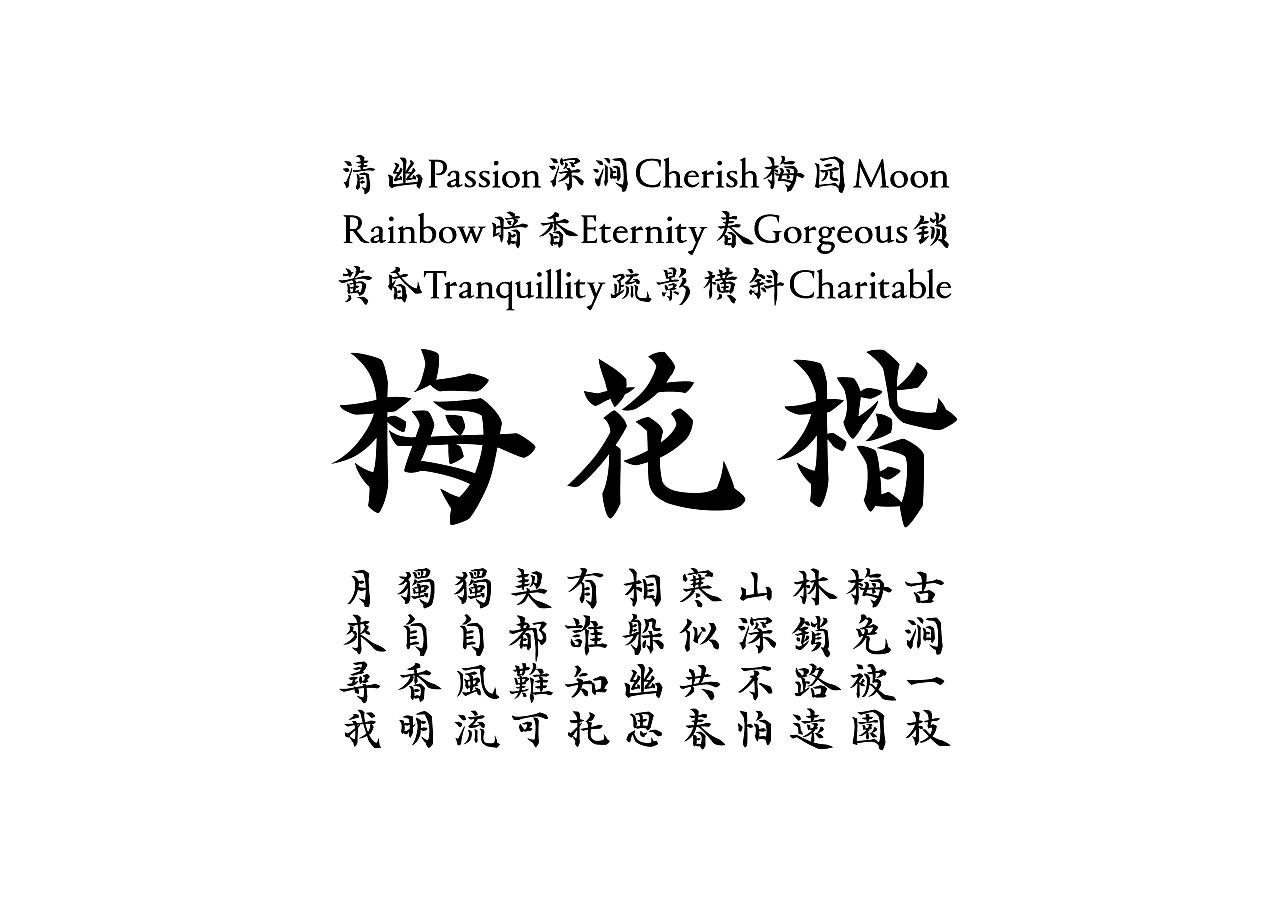 清幽Passion深涧Cherish梅园Moon
Rainbow暗香Eternity春Gorgeous锁
黄昏Tranquillity疏影横斜Charitable
梅花楷
古涧一枝
梅免被園
林鎖路遠
山深不怕
寒似共春
相躲幽思
有誰知托
契都難可
獨自風流
獨自香明
月來尋我